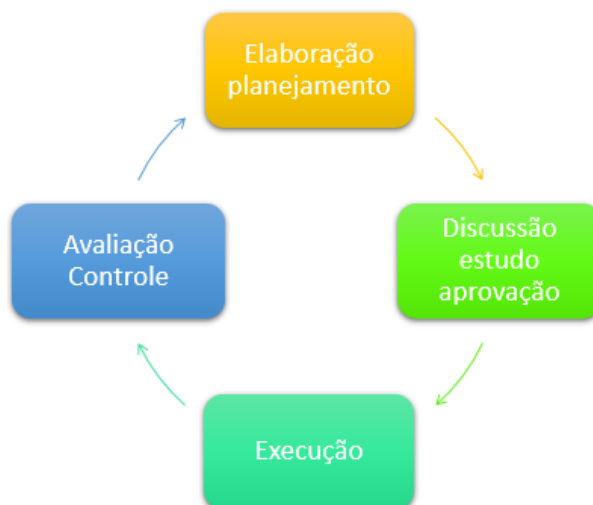 Elaboração
planejamento
Discussão
estudo
aprovação
Execução
Avaliação
Controle